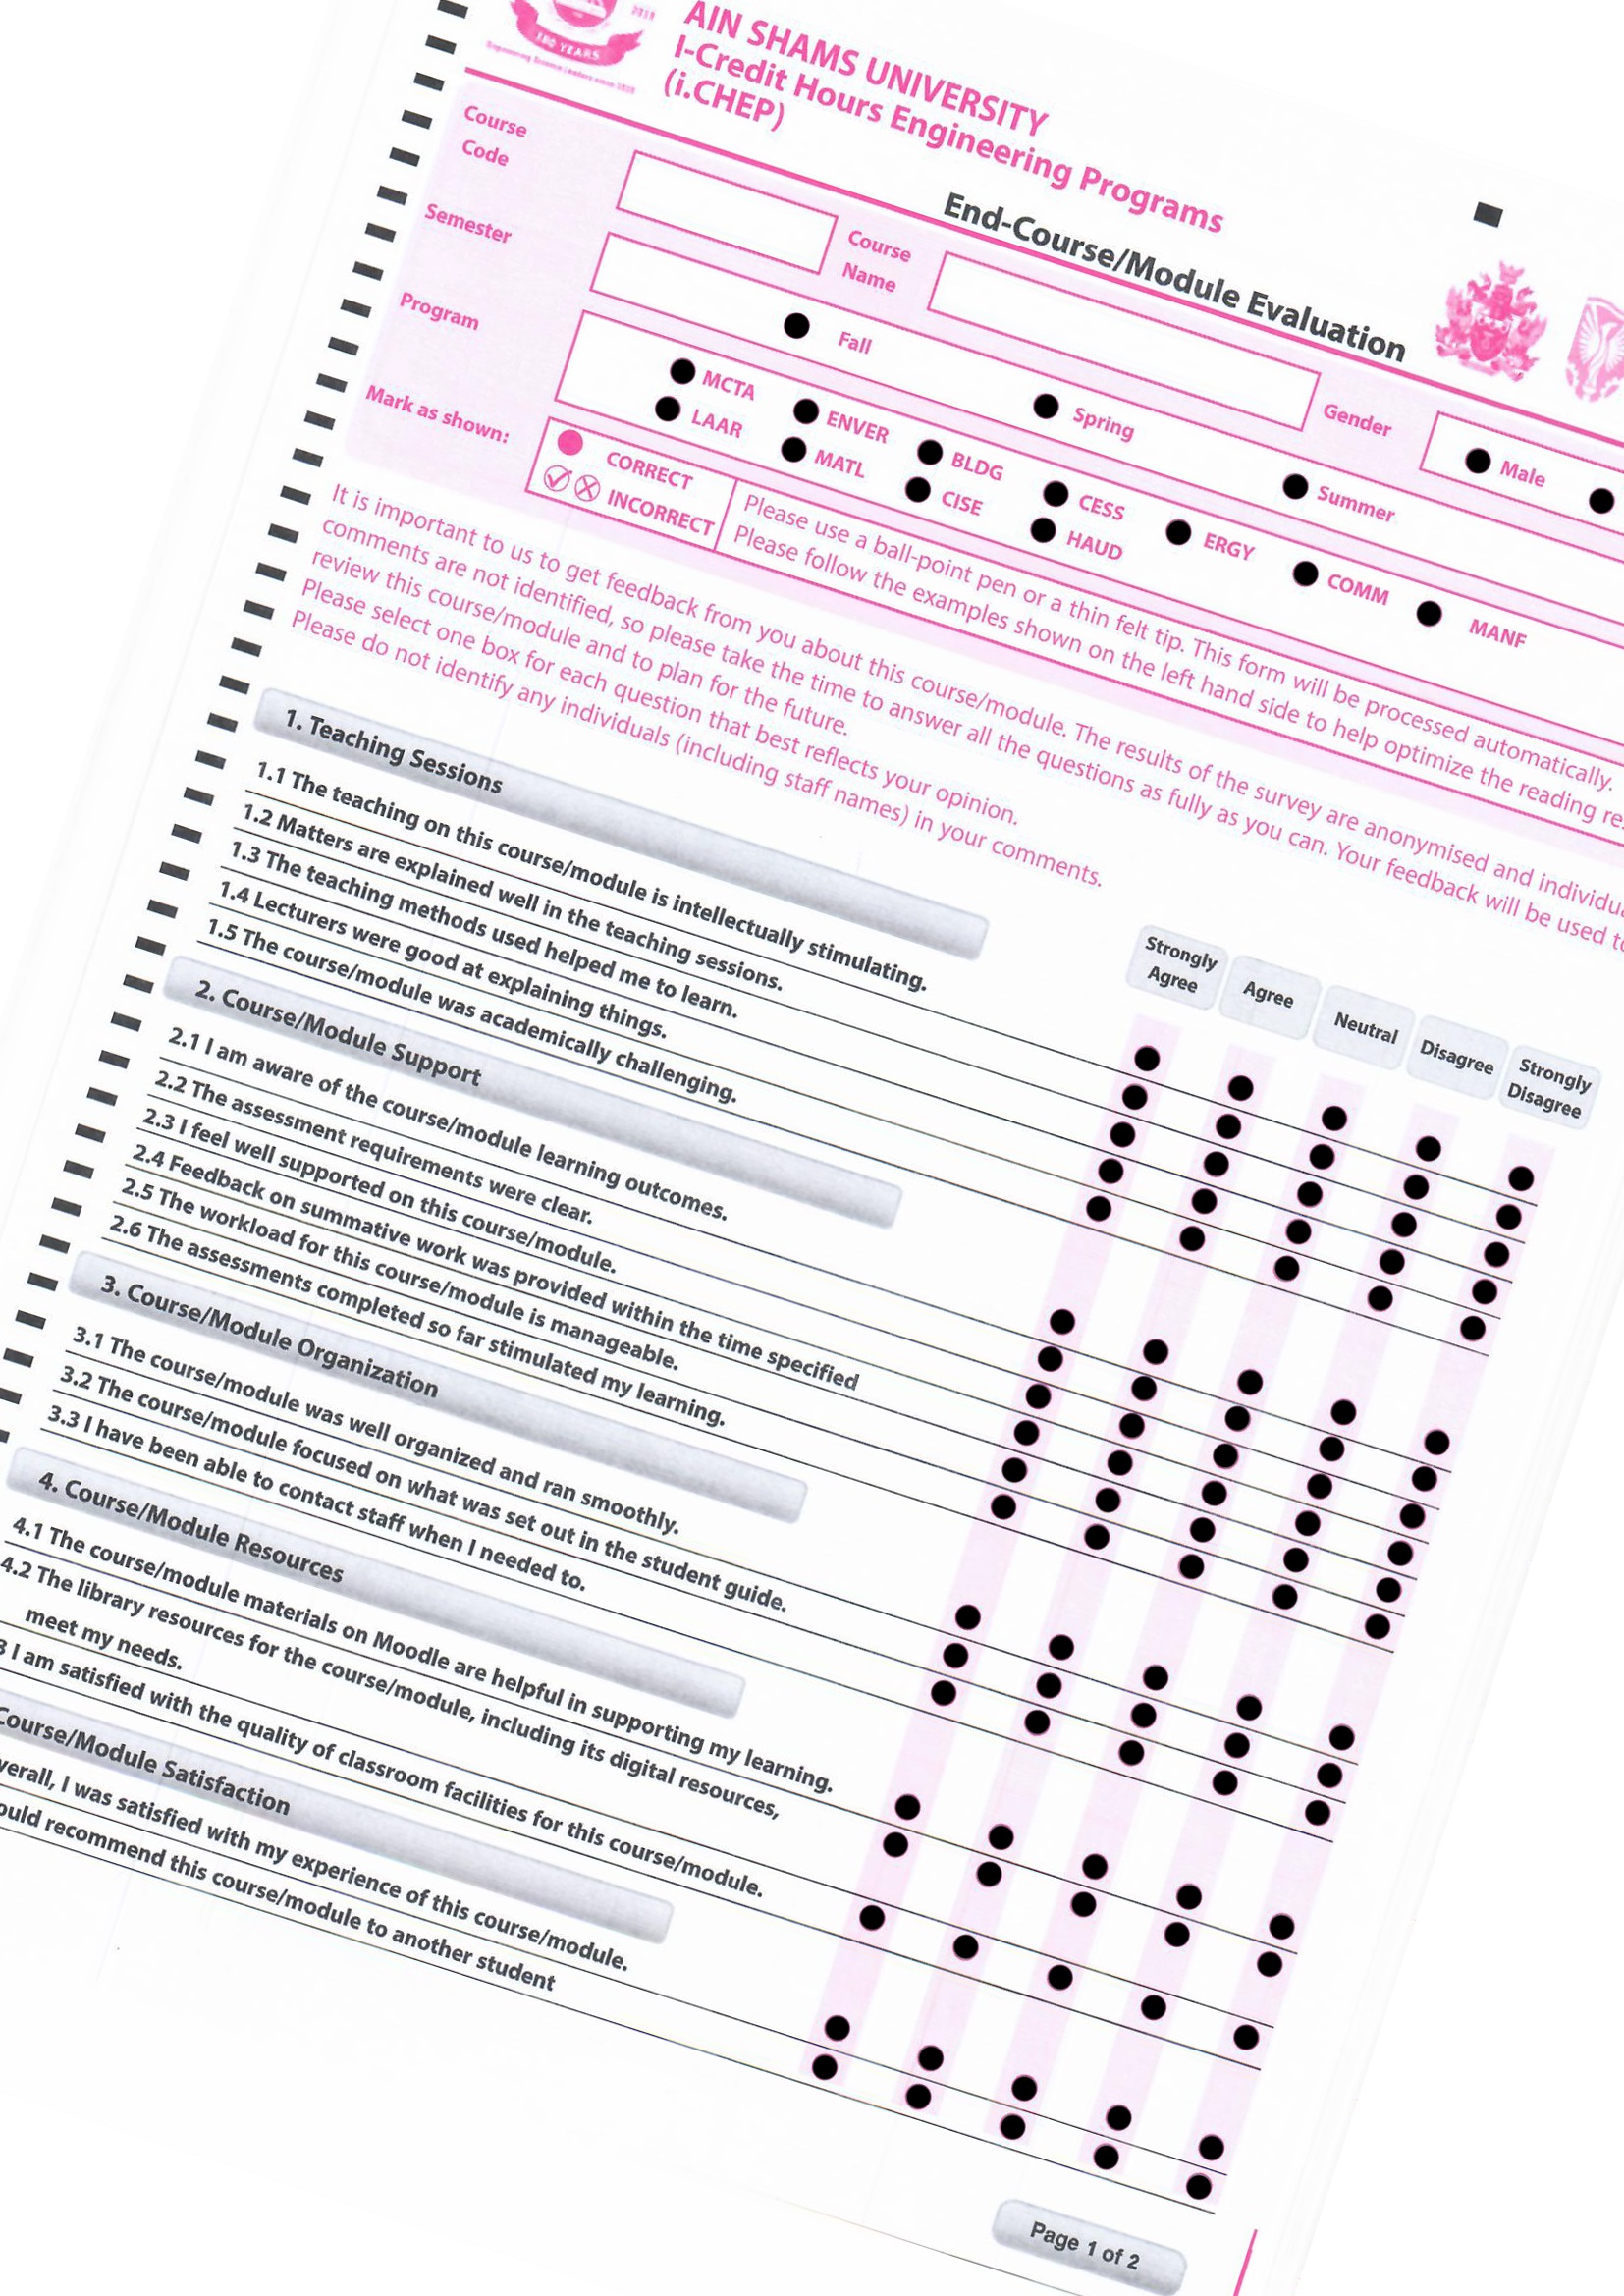 180 YEARS
AIN SHAMS UNIVERSITY
I-Credit Hours Engineering Programs
(i.CHEP)
End-Course/Module Evaluation
Course
Code
Course
Name
Gender
Male
Semester
Fall
Spring
Summer
Program
MCTA ENVER BLDG CESS ERGY COMM MANF
LAAR MATL CISE HAUD
Mark as shown:
CORRECT
INCORRECT
Please use a ball-point pen or a thin felt tip. This form will be processed automatically.
Please follow the examples shown on the left hand side to help optimize the reading
It is important to us to get feedback from you about this course/module. The results of the survey are anonymised and
comments are not identified, so please take the time to answer all the questions as fully as you can. Your feedback will be used
review this course/module and to plan for the future.
Please select one box for each question that best reflects your opinion.
Please do not identify any individuals (including staff names) in your comments.
Strongly
Agree
Agree
Neutral
Disagree
Strongly
Disagree
1. Teaching Sessions
1.1 The teaching on this course/module is intellectually stimulating.
1.2 Matters are explained well in the teaching sessions.
1.3 The teaching methods used helped me to learn.
1.4 Lecturers were good at explaining things.
1.5 The course/module was academically challenging.
2. Course/Module Support
2.1 I am aware of the course/module learning outcomes.
2.2 The assessment requirements were clear.
2.3 I feel well supported on this course/module.
2.4 Feedback on summative work was provided within the time specified
2.5 The workload for this course/module is manageable.
2.6 The assessments completed so far stimulated my learning.
3. Course/Module Organization
3.1 The course/module was well organized and ran smoothly.
3.2 The course/module focused on what was set out in the student guide.
3.3 I have been able to contact staff when I needed to.
4. Course/Module Resources
4.1 The course/module materials on Moodle are helpful in supporting my learning.
4.2 The library resources for the course/module, including its digital resources,
meet my needs.
3 I am satisfied with the quality of classroom facilities for this course/module.
Course/Module Satisfaction
verall, I was satisfied with my experience of this course/module.
ould recommend this course/module to another student
Page 1 of 2